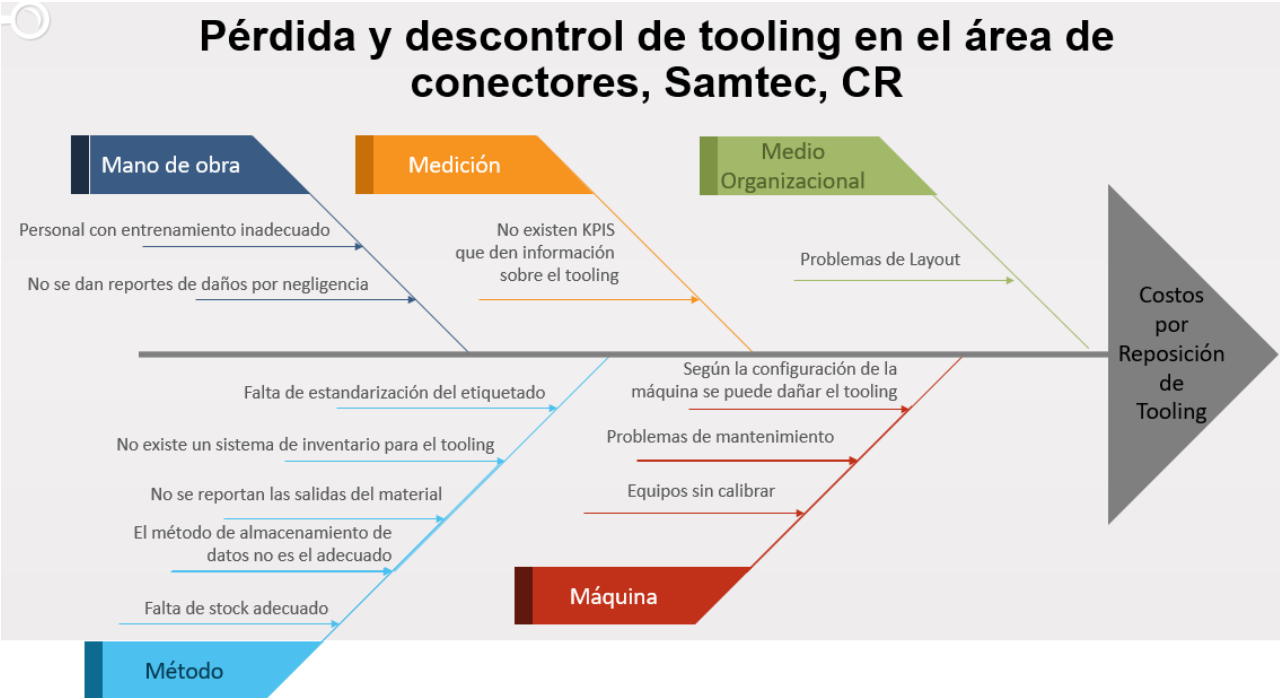 Pérdida y descontrol de tooling en el área de
conectores, Samtec, CR
Mano de obra
Personal con entrenamiento inadecuado
No se dan reportes de daños por negligencia
Medición
No existen KPIS
que den información
sobre el tooling
Medio
Organizacional
Problemas de Layout
Costos
por
Reposición
de
Tooling
Falta de estandarización del etiquetado
No existe un sistema de inventario para el tooling
No se reportan las salidas del material
El método de almacenamiento de
datos no es el adecuado
Falta de stock adecuado
Método
Según la configuración de la
máquina se puede dañar el tooling
Problemas de mantenimiento
Equipos sin calibrar
Máquina